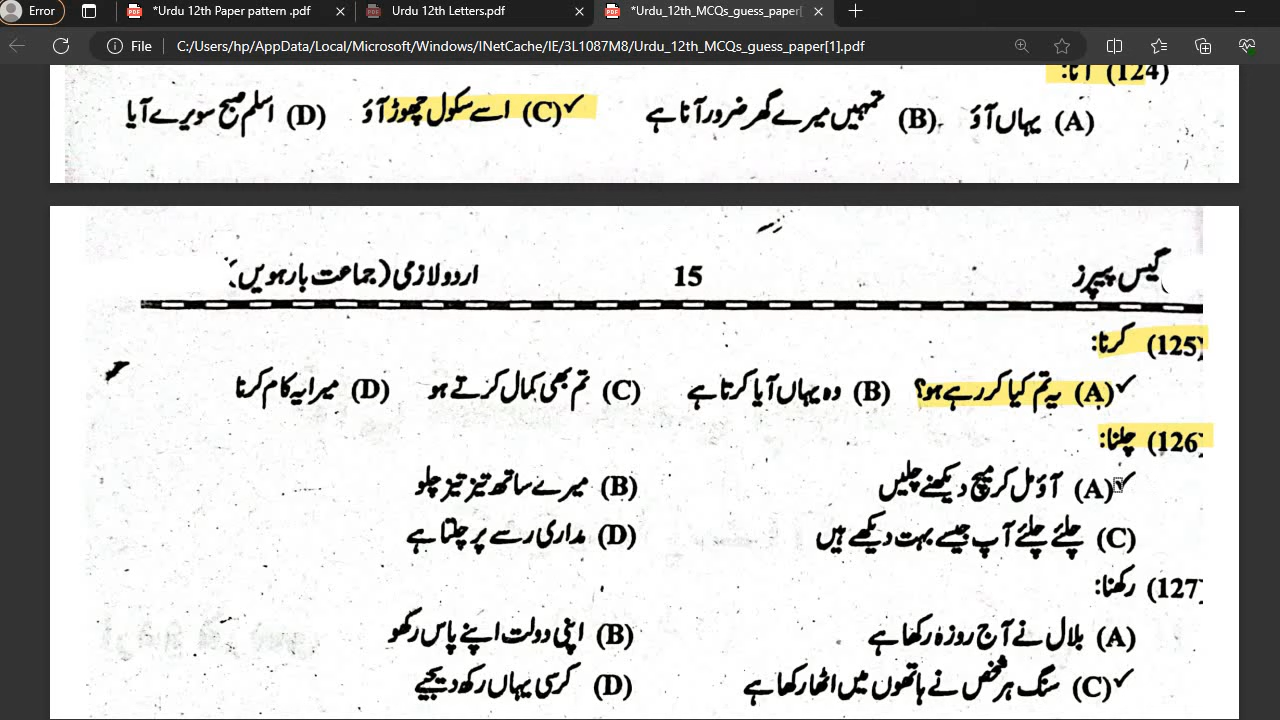 Error
*Urdu 12th Paper pattern .pdf
Urdu 12th Letters.pdf
*Urdu_12th_MCQs_guess_paper[
File C:/Users/hp/AppData/Local/Microsoft/Windows/INetCache/IE/3L1087M8/Urdu_12th_MCQs_guess_paper[1].pdf
(124) آنا:
(A) یہاں آؤ (B) تمہیں میرے گھر ضرور آنا ہے ✓(C) اسے سکول چھوڑ آؤ (D) اسلم صبح سویرے آیا
گیس پیپرز 15 اردو لازمی (جماعت بارہویں)
(125) کرنا:
✓(A) یہ تم کیا کر رہے ہو؟ (B) وہ یہاں آیا کرتا ہے (C) تم بھی کمال کرتے ہو (D) میرا یہ کام کرنا
(126) چلنا:
✓(A) آؤ مل کر میچ دیکھنے چلیں (B) میرے ساتھ تیز تیز چلو
(C) چلئے چلئے آپ جیسے بہت دیکھے ہیں (D) مداری رسے پر چلتا ہے
(127) رکھنا:
(A) بلال نے آج روزہ رکھا ہے (B) اپنی دولت اپنے پاس رکھو
✓(C) سنگ ہر شخص نے ہاتھوں میں اٹھا رکھا ہے (D) کرسی یہاں رکھ دیجیے